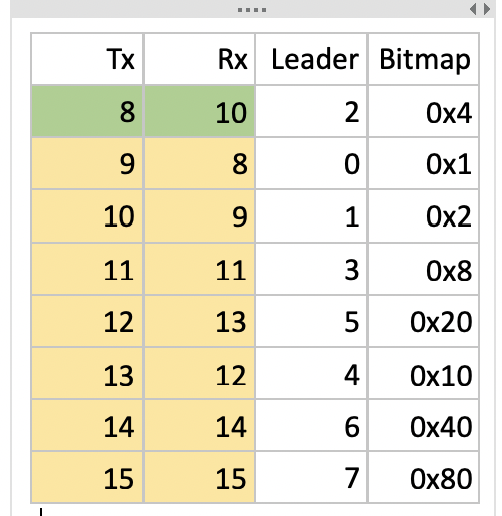 Tx Rx Leader Bitmap
8 10 2 0x4
9 8 0 0x1
10 9 1 0x2
11 11 3 0x8
12 13 5 0x20
13 12 4 0x10
14 14 6 0x40
15 15 7 0x80